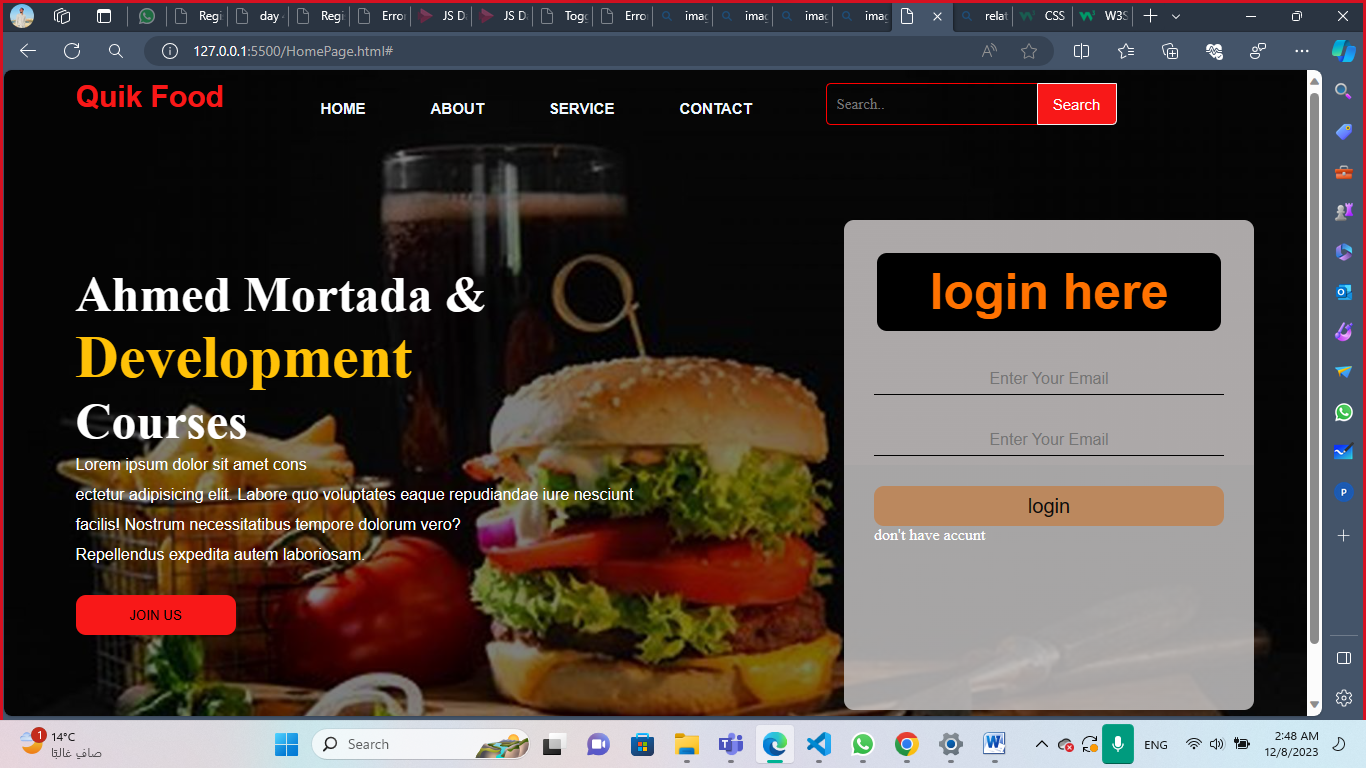 Regi
day
Regi
Erro
JS D
JS D
Togg
Erro
imag
imag
imag
imag
relat
CSS
W3S
127.0.0.1:5500/HomePage.html#
Quik Food
HOME
ABOUT
SERVICE
CONTACT
Search..
Search
Ahmed Mortada &
Development
Courses
Lorem ipsum dolor sit amet cons
ectetur adipisicing elit. Labore quo voluptates eaque repudiandae iure nesciunt
facilis! Nostrum necessitatibus tempore dolorum vero?
Repellendus expedita autem laboriosam.
JOIN US
login here
Enter Your Email
Enter Your Email
login
don't have accunt
1
14°C
صافٍ غالبًا
Search
ENG
2:48 AM
12/8/2023